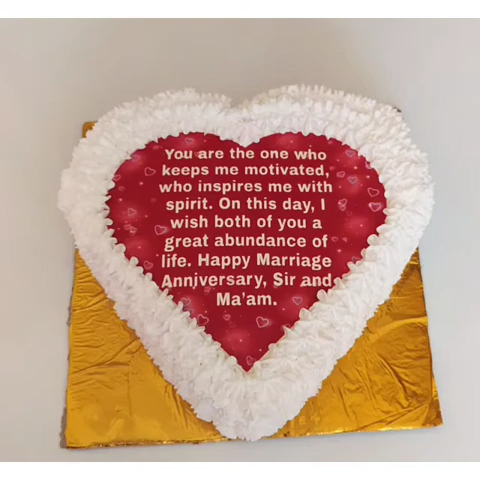 You are the one who
keeps me motivated,
who inspires me with
spirit. On this day, I
wish both of you a
great abundance of
life. Happy Marriage
Anniversary, Sir and
Ma'am.